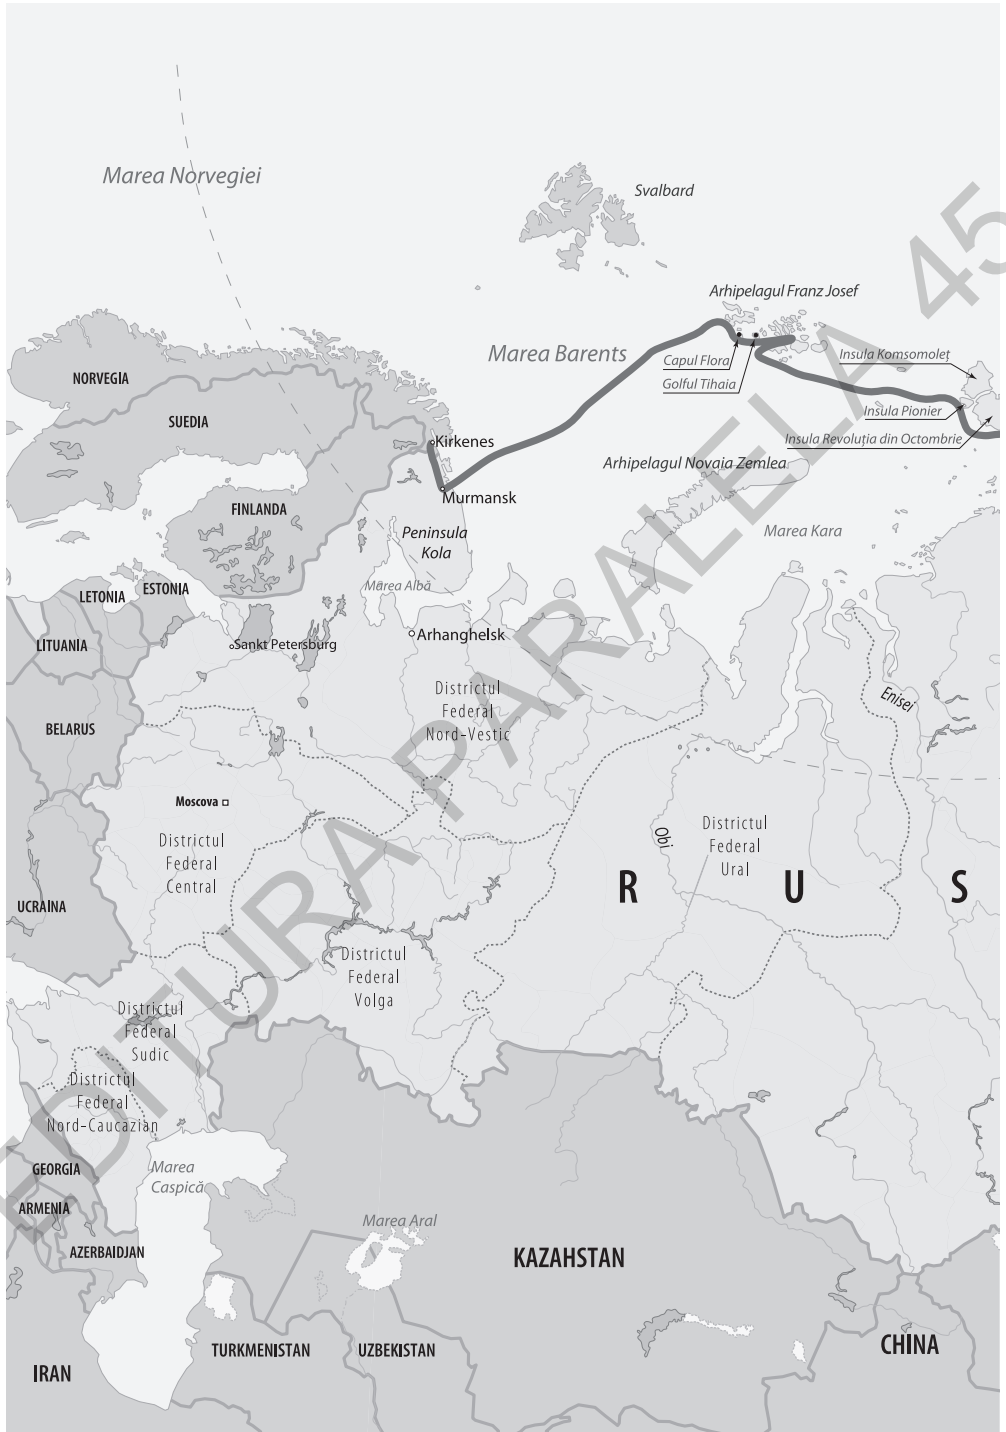 Marea Norvegiei
Svalbard
Arhipelagul Franz Josef
Marea Barents
Capul Flora
Golful Tihaia
Insula Komsomoleț
Insula Pionier
Insula Revoluția din Octombrie
NORVEGIA
SUEDIA
Kirkenes
Arhipelagul Novaia Zemlea
Murmansk
FINLANDA
Peninsula
Kola
Marea Kara
Marea Albă
ESTONIA
LETONIA
LITUANIA
Sankt Petersburg
Arhanghelsk
Districtul
Federal
Nord-Vestic
Enisei
BELARUS
Moscova
Districtul
Federal
Central
Obi
Districtul
Federal
Ural
R U S
UCRAINA
Districtul
Federal
Volga
Districtul
Federal
Sudic
Districtul
Federal
Nord-Caucazian
GEORGIA
Marea
Caspică
ARMENIA
AZERBAIDJAN
Marea Aral
KAZAHSTAN
IRAN
TURKMENISTAN
UZBEKISTAN
CHINA
EDITURA PARALELA 45